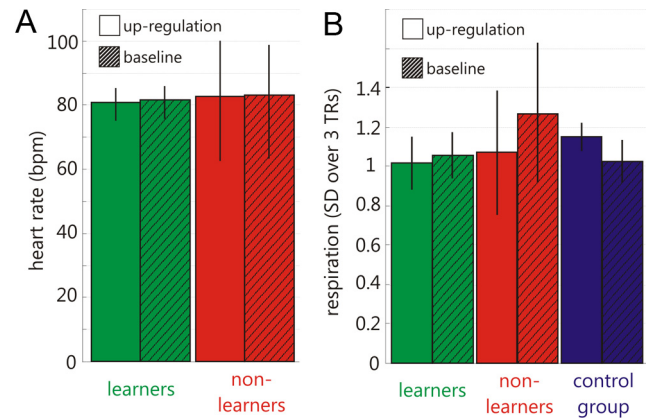 A
up-regulation
baseline
heart rate (bpm)
100
80
60
40
20
0
learners
non-
learners
B
up-regulation
baseline
respiration (SD over 3 TRs)
1.4
1.2
1
0.8
0.6
0.4
0.2
0
learners
non-
learners
control
group